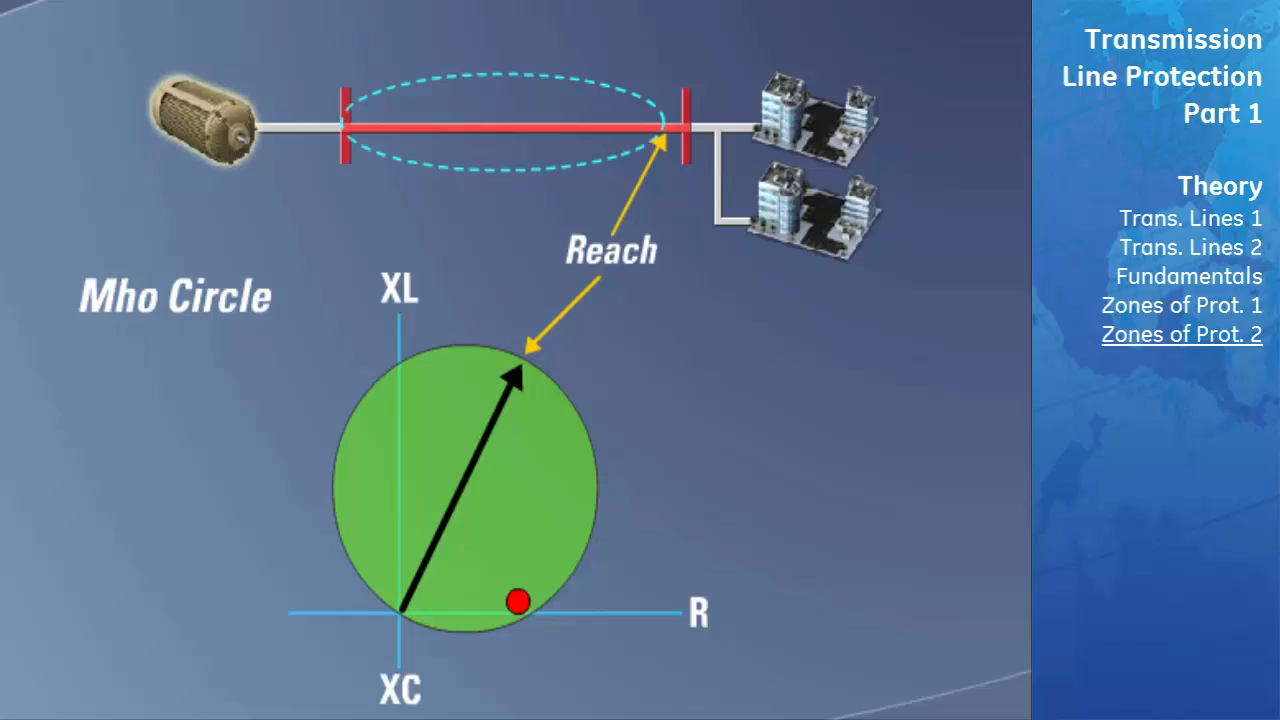 Transmission
Line Protection
Part 1
Theory
Trans. Lines 1
Trans. Lines 2
Fundamentals
Zones of Prot. 1
Zones of Prot. 2
Reach
Mho Circle
XL
R
XC